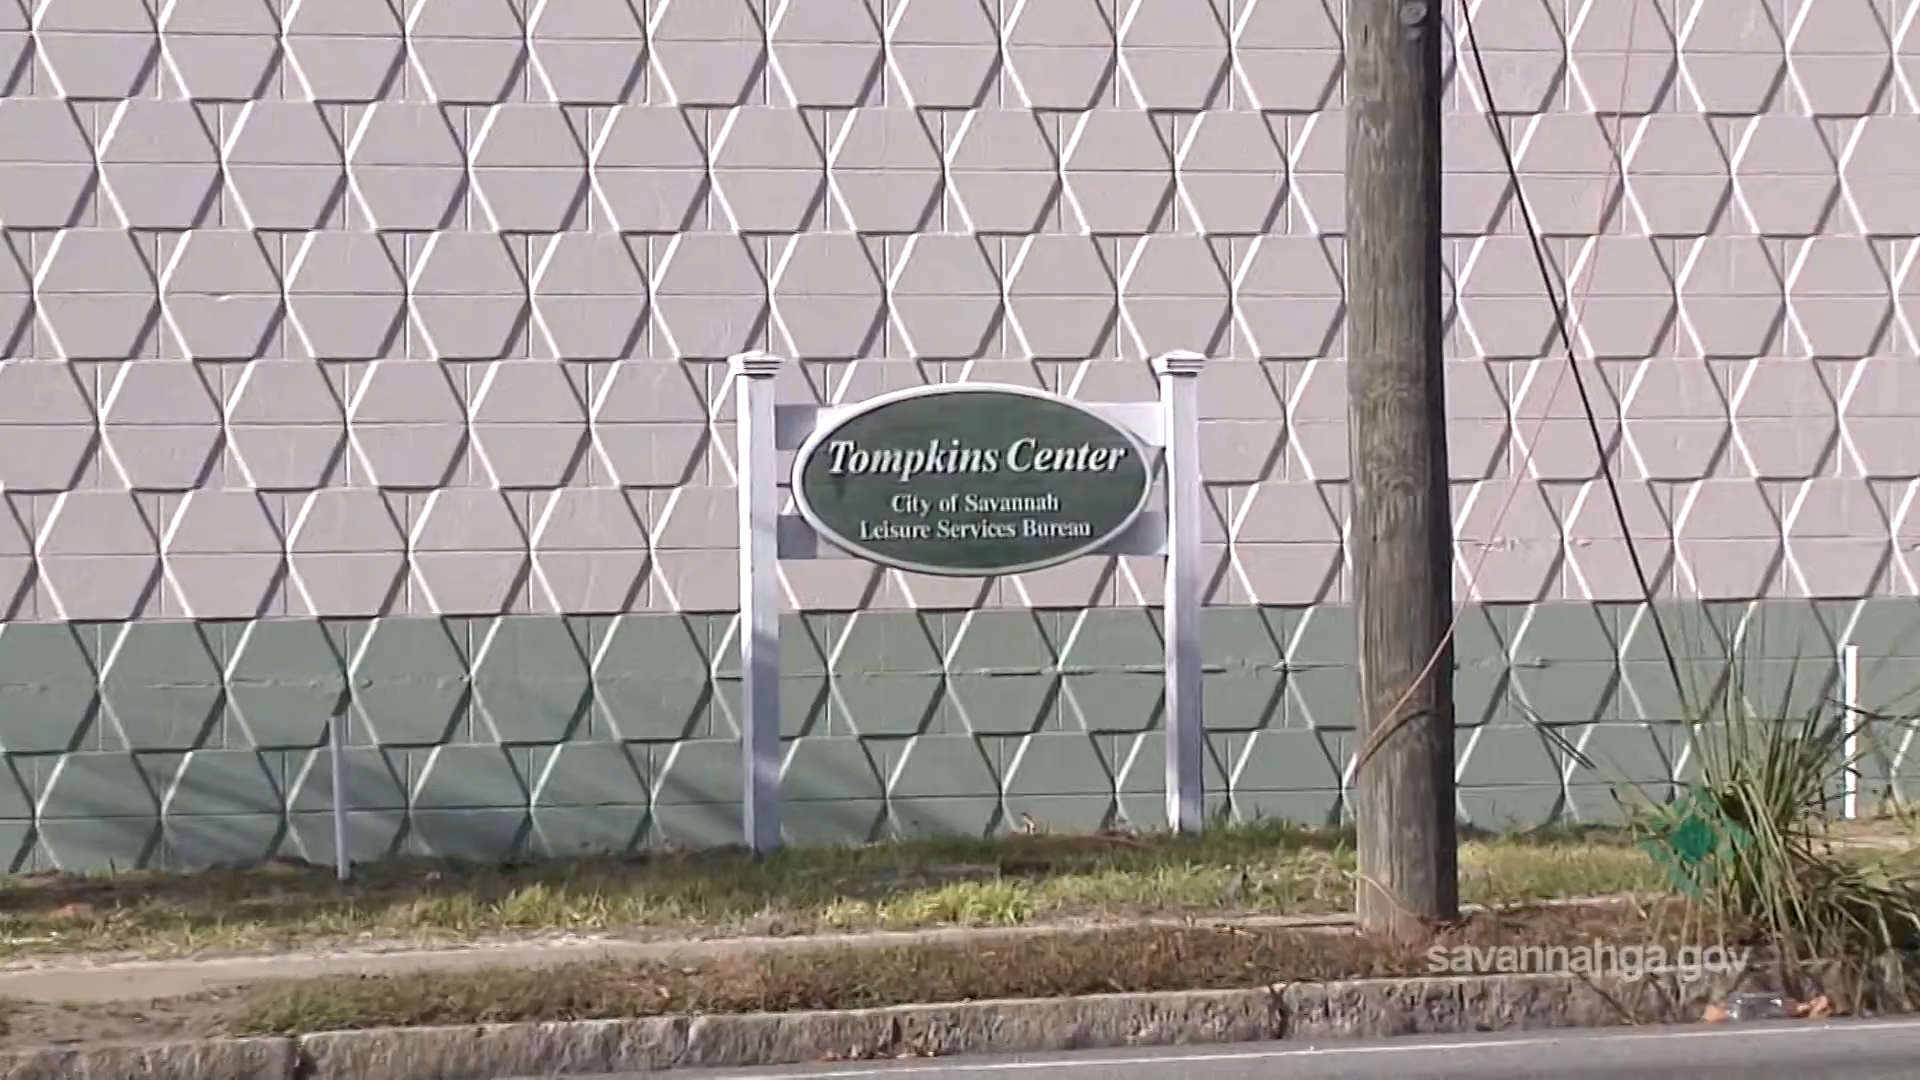 Tompkins Center
City of Savannah
Leisure Services Bureau
savannahga.gov